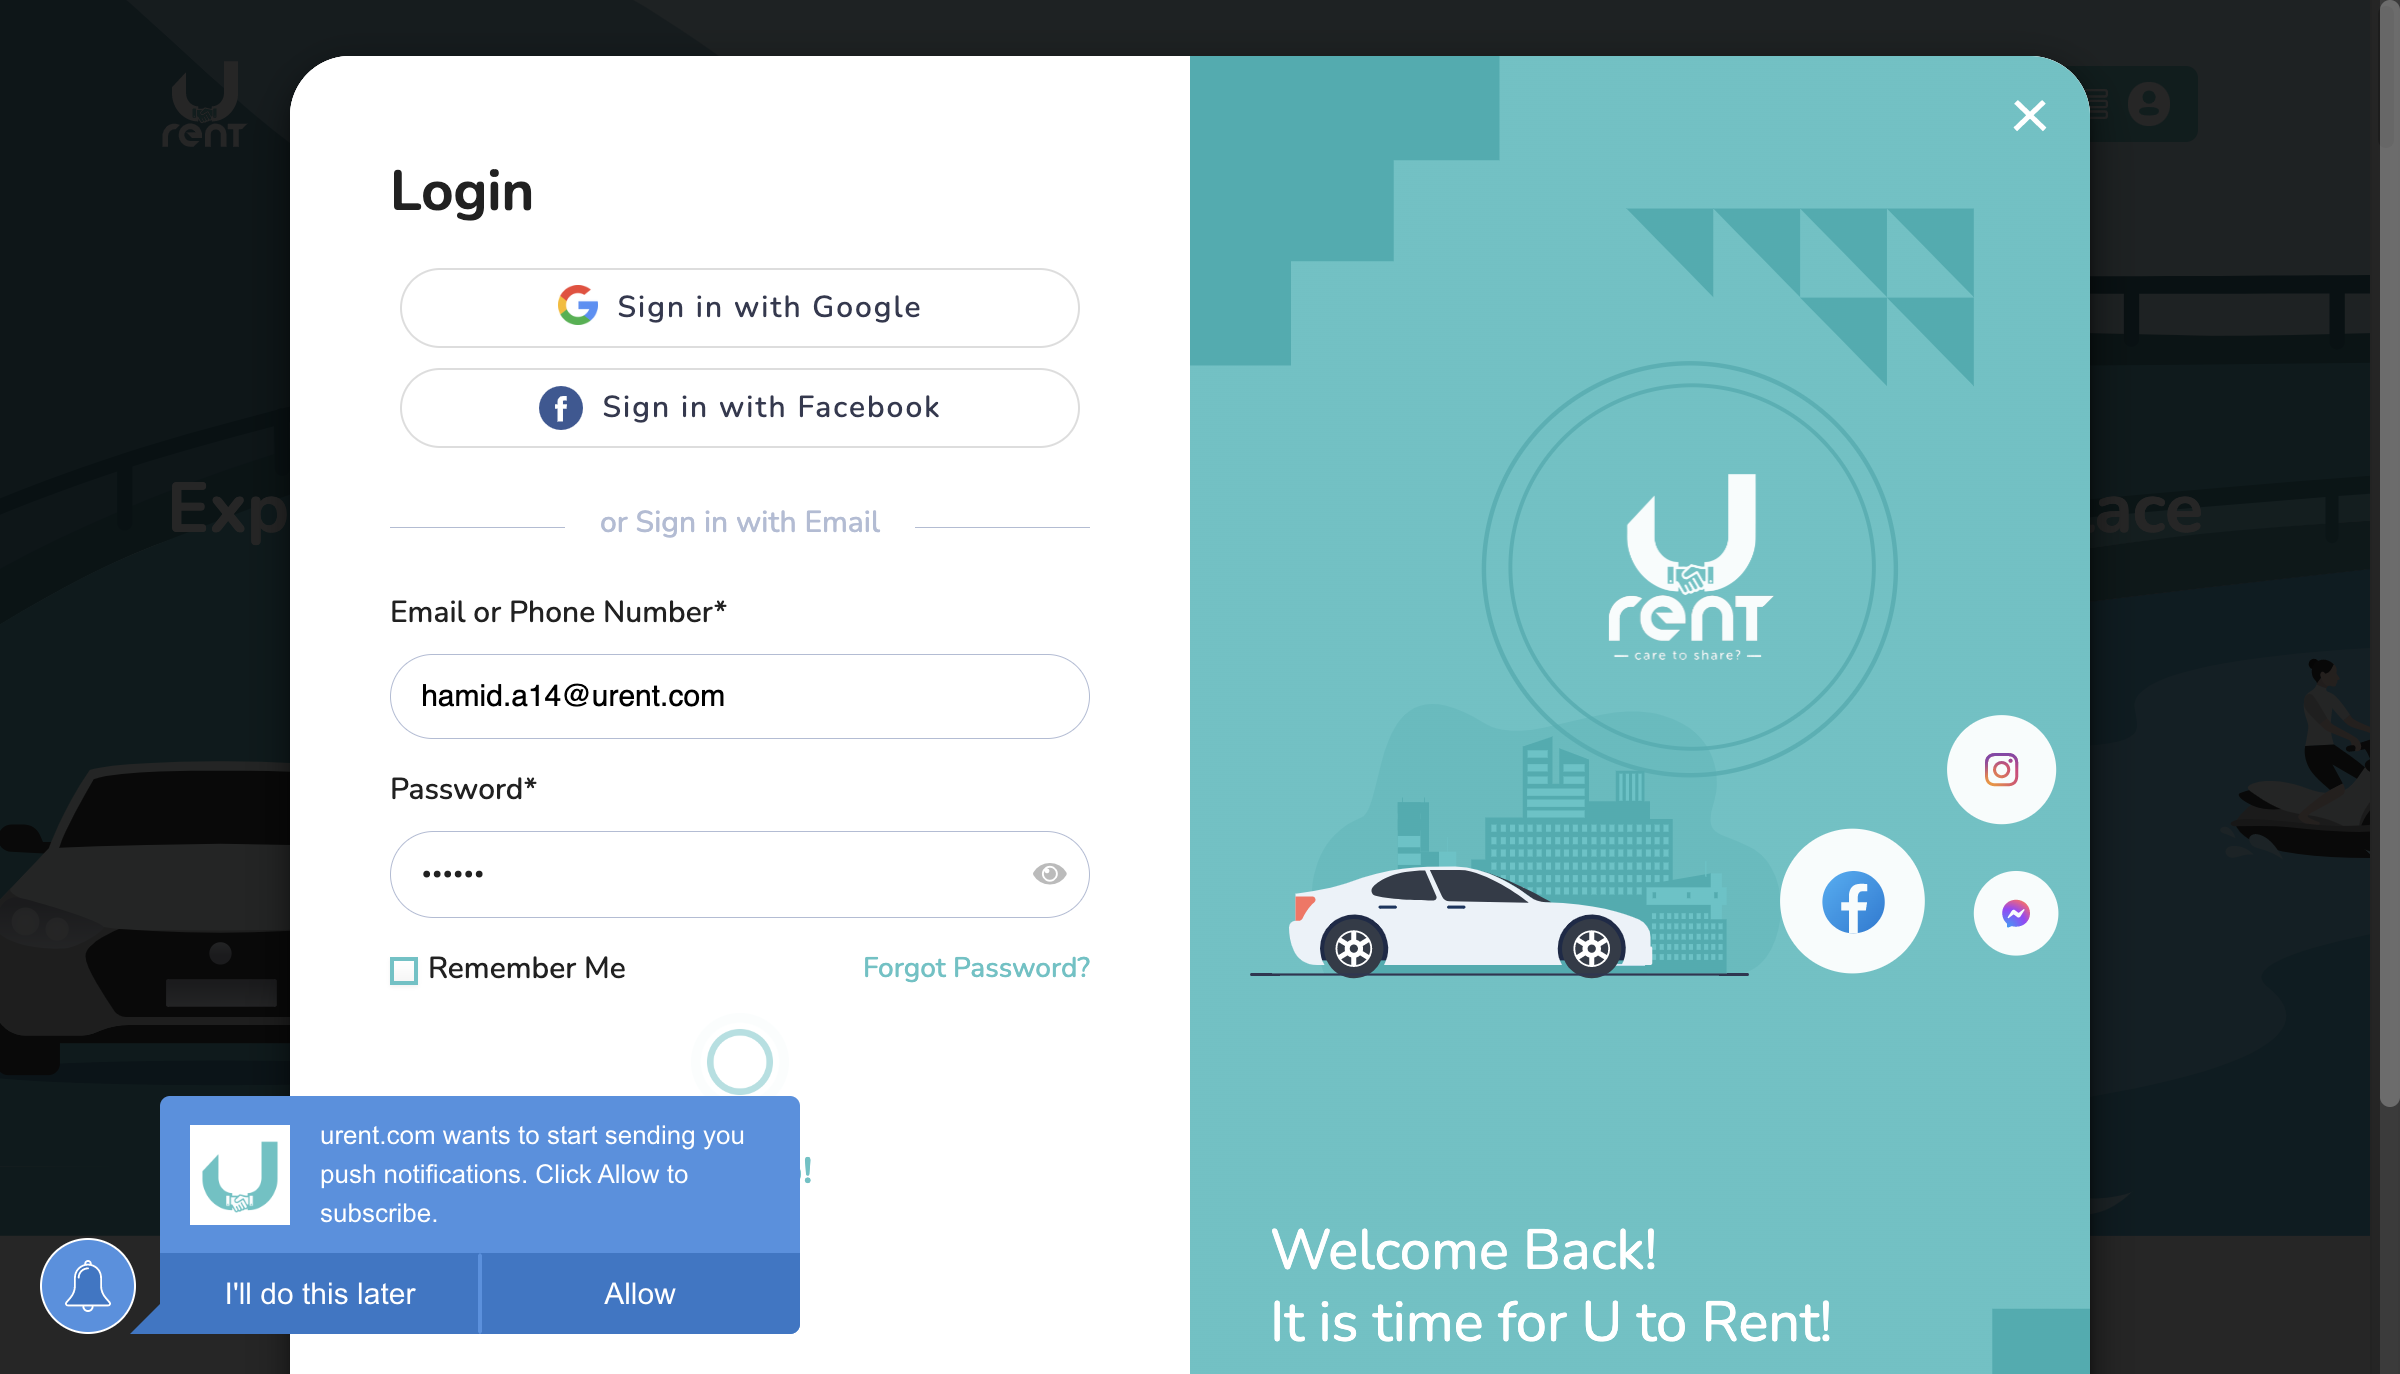 U
rent
Exp
ace
Login
Sign in with Google
Sign in with Facebook
or Sign in with Email
Email or Phone Number*
hamid.a14@urent.com
Password*
••••••
Remember Me
Forgot Password?
!
urent.com wants to start sending you
push notifications. Click Allow to
subscribe.
I'll do this later
Allow
U
rent
— care to share? —
Welcome Back!
It is time for U to Rent!